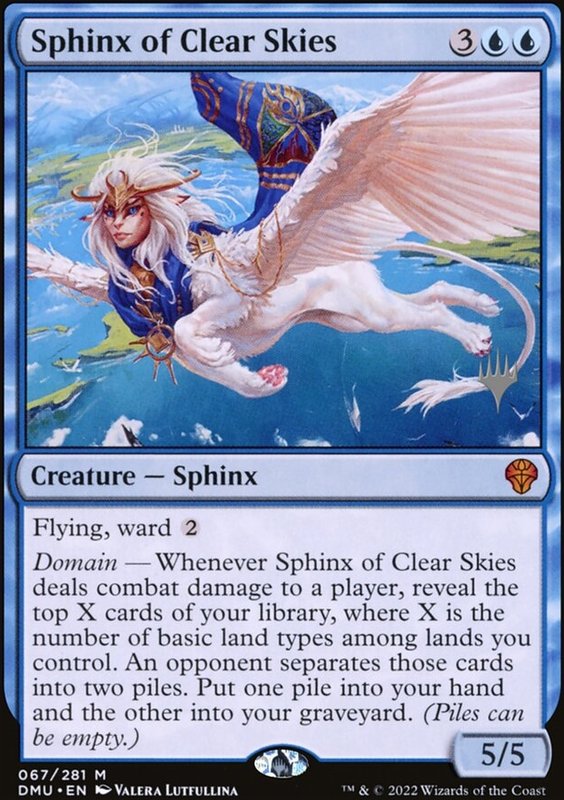 Sphinx of Clear Skies 3
Creature — Sphinx
Flying, ward 2
Domain — Whenever Sphinx of Clear Skies
deals combat damage to a player, reveal the
top X cards of your library, where X is the
number of basic land types among lands you
control. An opponent separates those cards
into two piles. Put one pile into your hand
and the other into your graveyard. (Piles can
be empty.)
5/5
067/281 M
DMU • EN VALERA LUTFULLINA
™ & © 2022 Wizards of the Coast